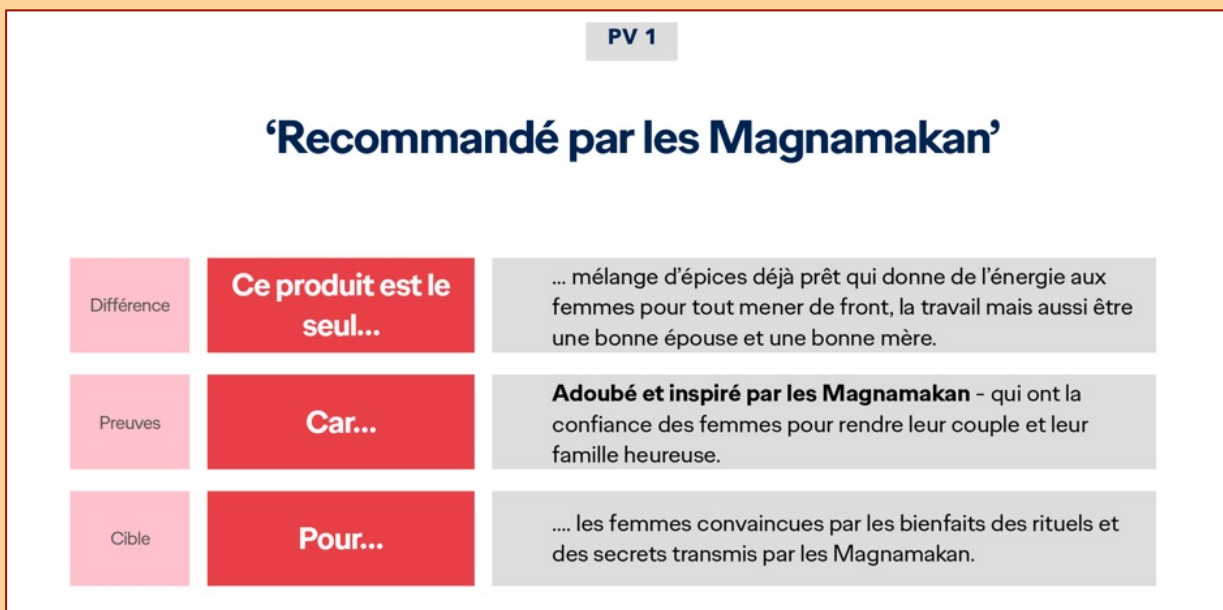 PV 1
‘Recommandé par les Magnamakan’
Différence
Ce produit est le
seul...
... mélange d’épices déjà prêt qui donne de l’énergie aux
femmes pour tout mener de front, la travail mais aussi être
une bonne épouse et une bonne mère.
Preuves
Car...
Adoubé et inspiré par les Magnamakan - qui ont la
confiance des femmes pour rendre leur couple et leur
famille heureuse.
Cible
Pour...
.... les femmes convaincues par les bienfaits des rituels et
des secrets transmis par les Magnamakan.